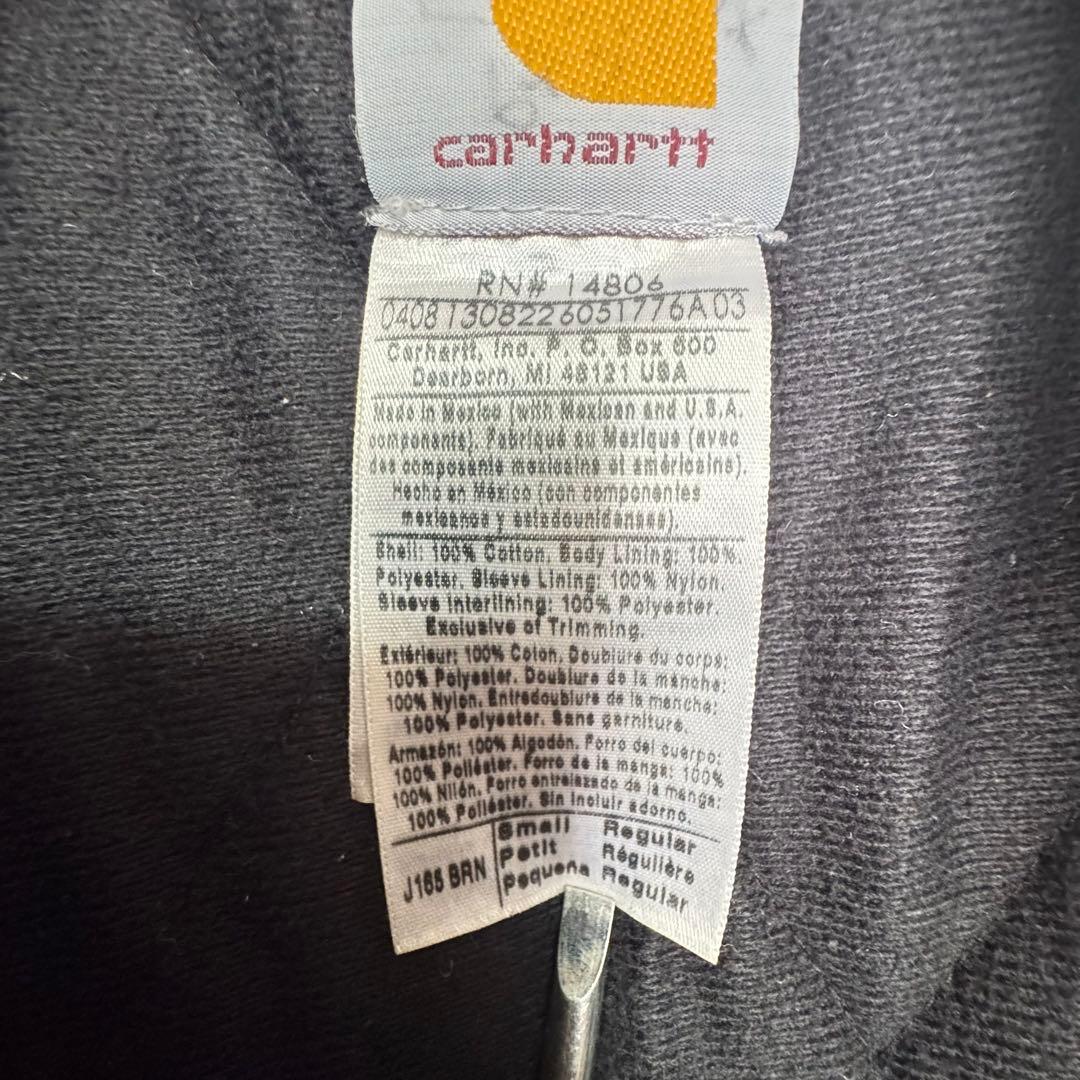 carhartt
RN# 14806
0408130822605177​6A03
Carhartt, Inc. P. O. Box 600
Dearborn, MI 48121 USA
Made in Mexico (with Mexican and U.S.A.
components). Fabriqué au Mexique (avec
des composants mexicains et américains).
Hecho en México (con componentes
mexicanos y estadounidenses).
Shell: 100% Cotton. Body Lining: 100%
Polyester. Sleeve Lining: 100% Nylon.
Sleeve Interlining: 100% Polyester.
Exclusive of Trimming.
Extérieur: 100% Coton. Doublure du corps:
100% Polyester. Doublure de la manche:
100% Nylon. Entredoublure de la manche:
100% Polyester. Sans garniture.
Armazón: 100% Algodón. Forro del cuerpo:
100% Poliéster. Forro de la manga: 100%
100% Nilón. Forro entrelazado de la manga:
100% Poliéster. Sin incluir adorno.
J165 BRN
Small Regular
Petit Régulière
Pequeno Regular